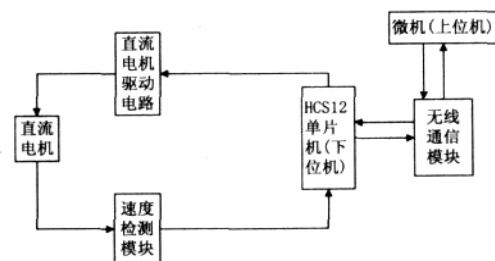 微机(上位机)
直流
电机
驱动
电路
HCS12
单片
机(下
位机)
无线
通信
模块
直流
电机
速度
检测
模块